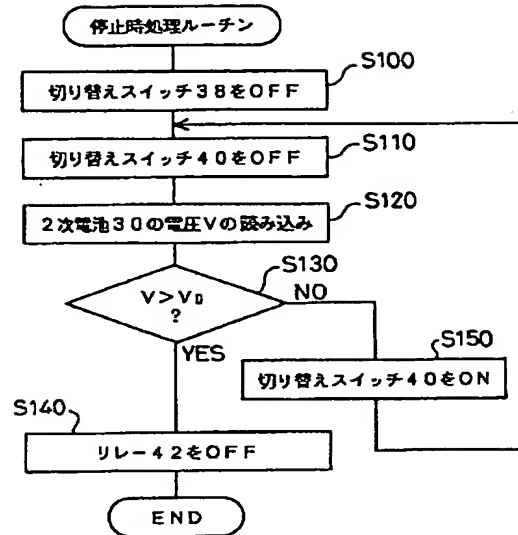 停止時処理ルーチン
S100
切り替えスイッチ38をOFF
S110
切り替えスイッチ40をOFF
S120
2次電池30の電圧Vの読み込み
S130
V>V0
?
NO
YES
S150
切り替えスイッチ40をON
S140
リレー42をOFF
END